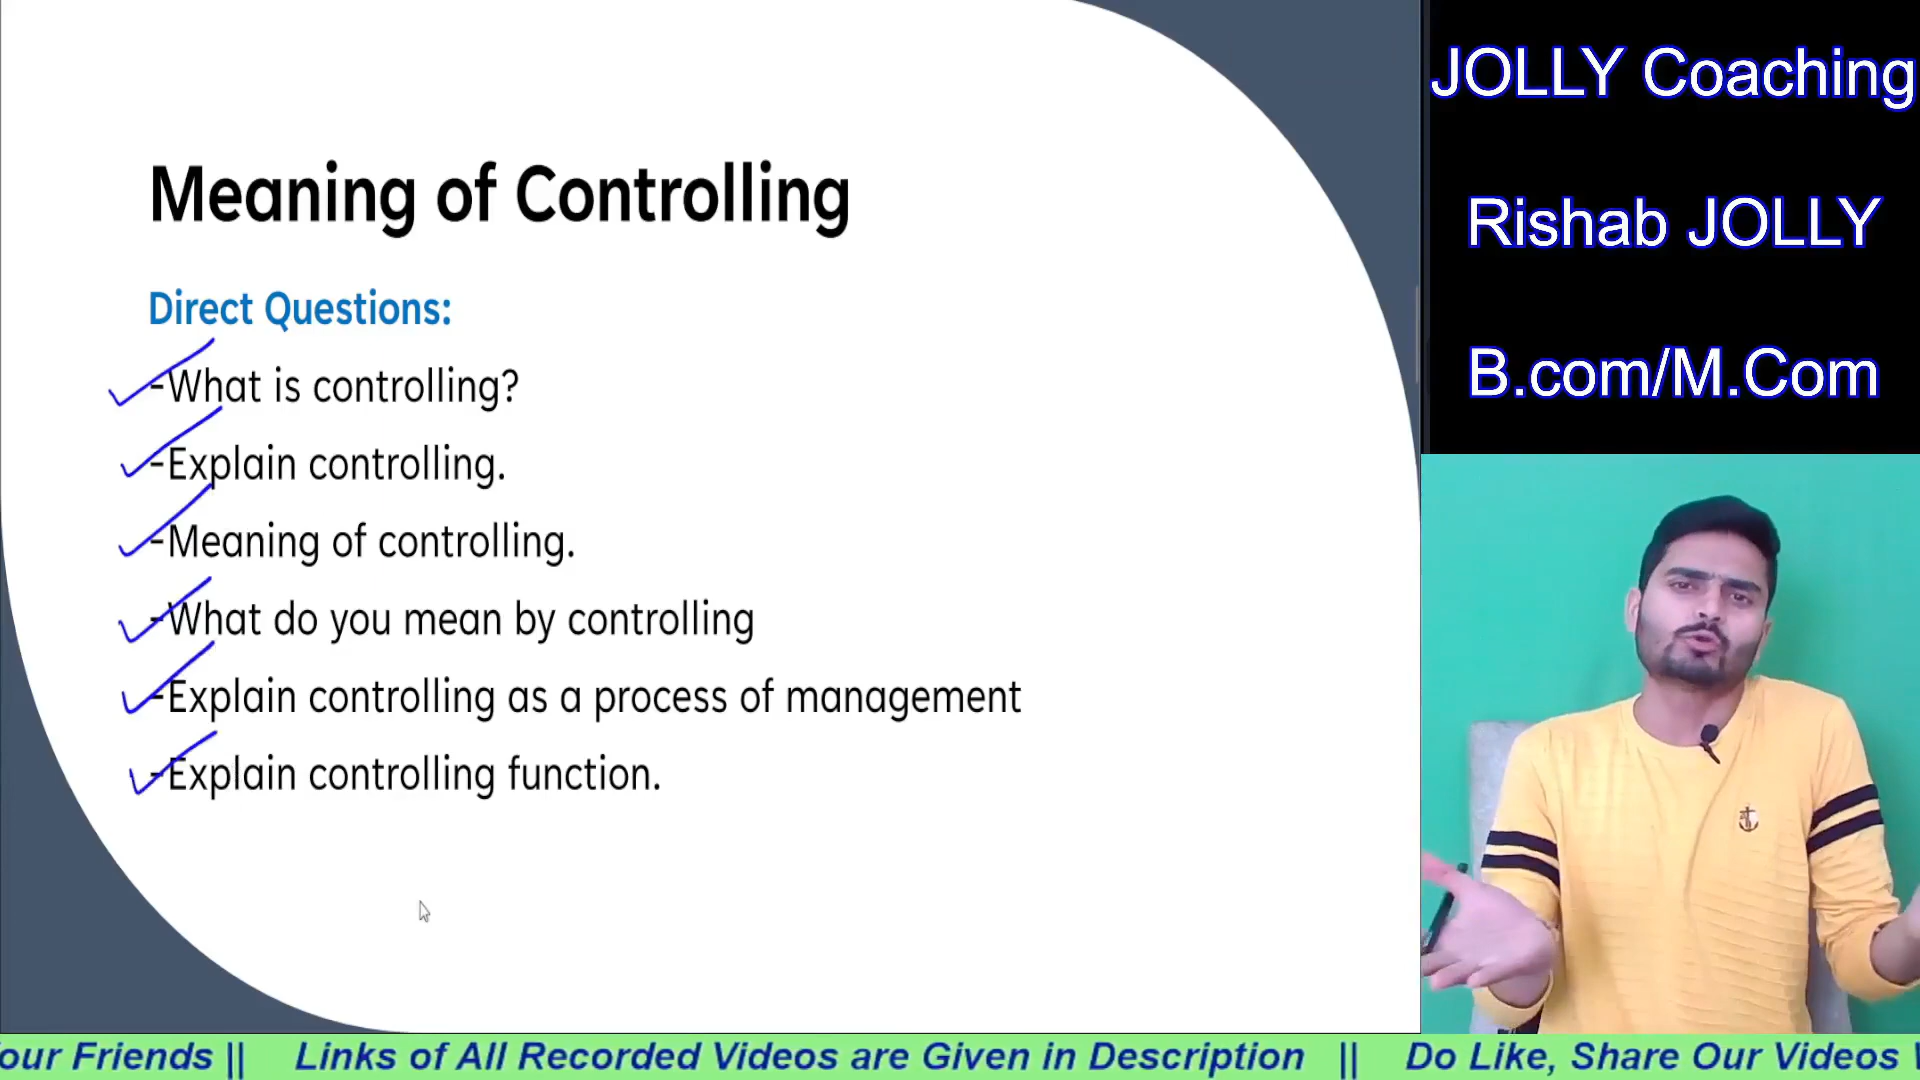 Meaning of Controlling
Direct Questions:
-What is controlling?
-Explain controlling.
-Meaning of controlling.
-What do you mean by controlling
-Explain controlling as a process of management
-Explain controlling function.
JOLLY Coaching
Rishab JOLLY
B.com/M.Com
Friends || Links of All Recorded Videos are Given in Description || Do Like, Share Our Videos